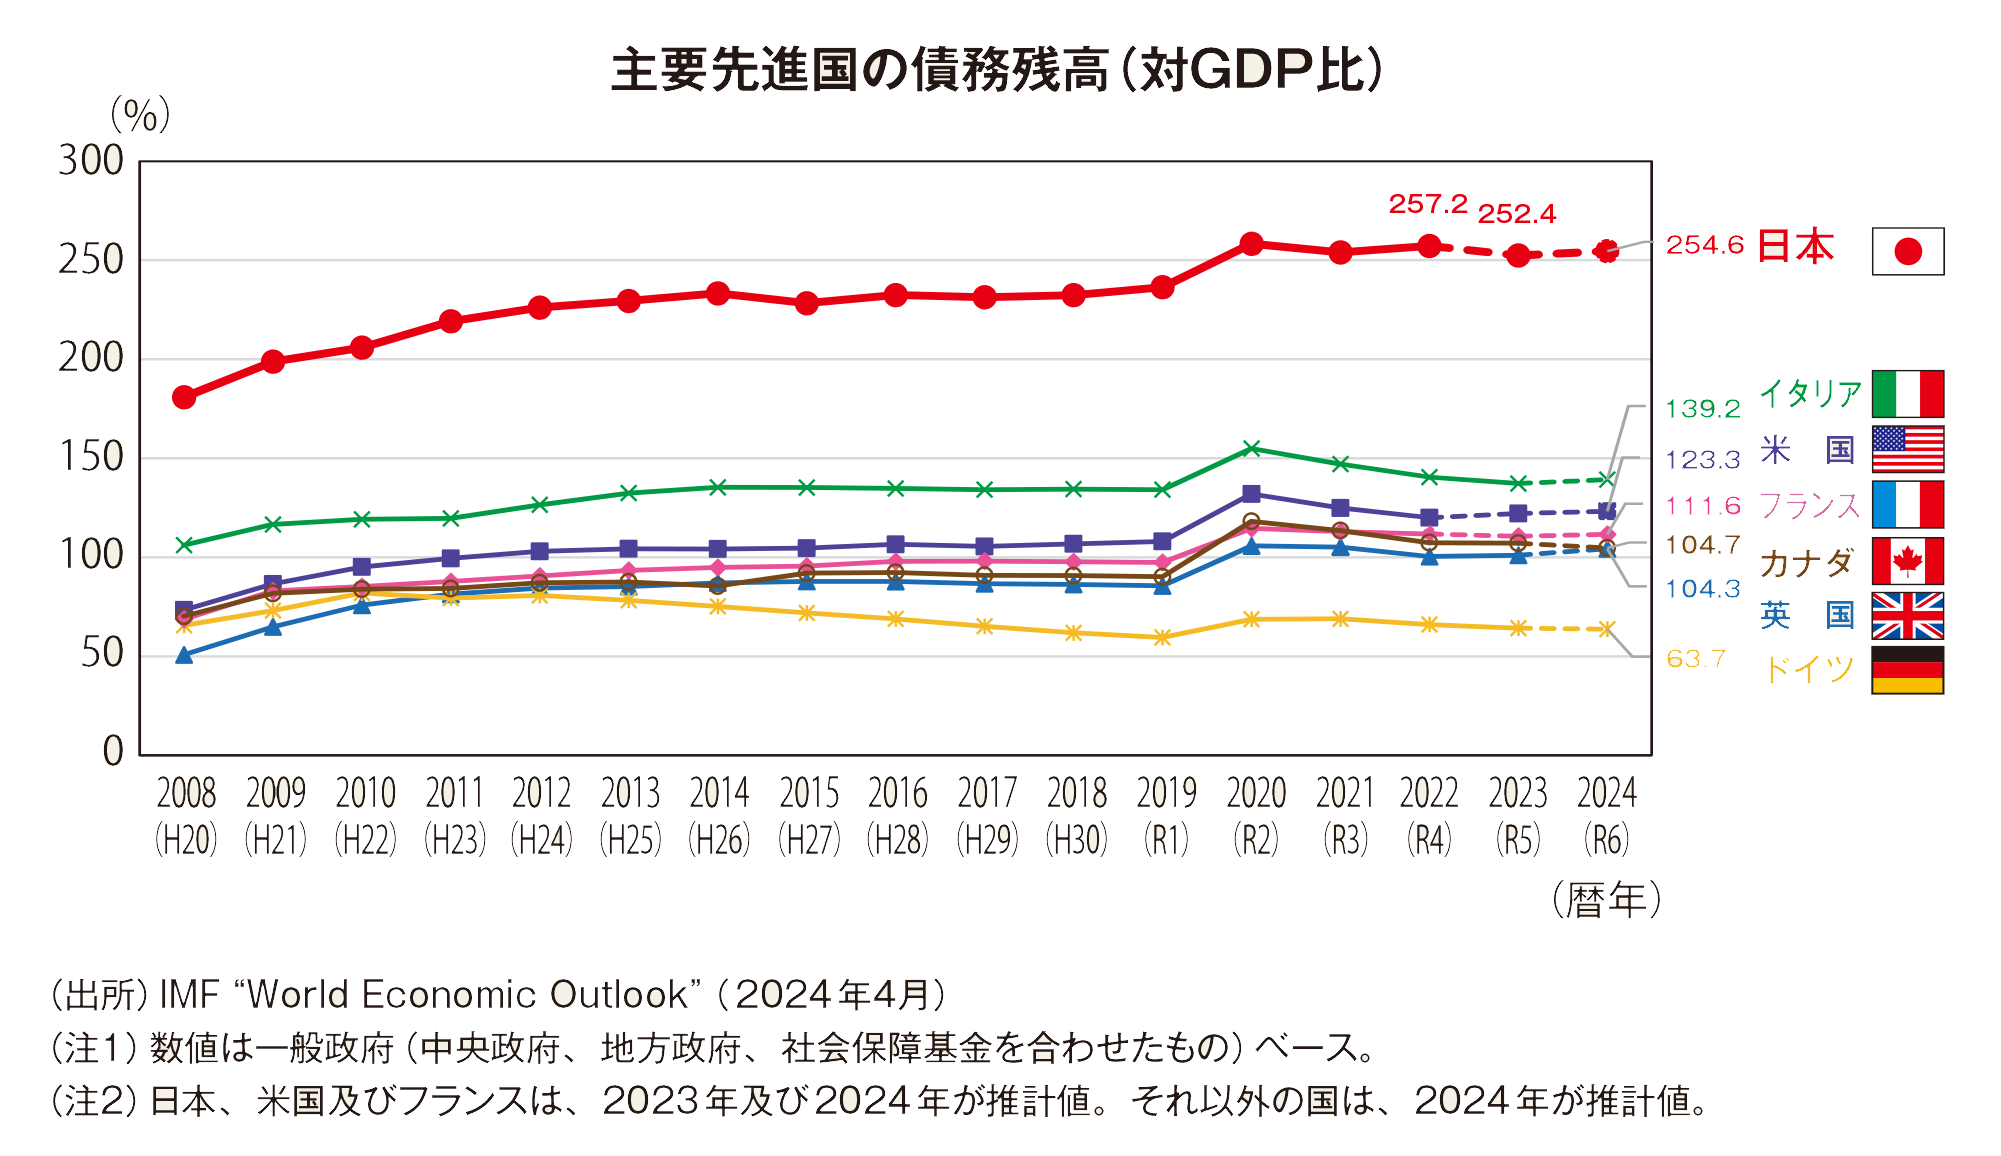 主要先進国の債務残高（対GDP比）
（%）
300
250
200
150
100
50
0
257.2
252.4
254.6 日本
139.2 イタリア
123.3 米　国
111.6 フランス
104.7 カナダ
104.3 英　国
63.7 ドイツ
2008 2009 2010 2011 2012 2013 2014 2015 2016 2017 2018 2019 2020 2021 2022 2023 2024
(H20) (H21) (H22) (H23) (H24) (H25) (H26) (H27) (H28) (H29) (H30) (R1) (R2) (R3) (R4) (R5) (R6)
（暦年）
（出所）IMF “World Economic Outlook”（2024年4月）
（注1）数値は一般政府（中央政府、地方政府、社会保障基金を合わせたもの）ベース。
（注2）日本、米国及びフランスは、2023年及び2024年が推計値。それ以外の国は、2024年が推計値。